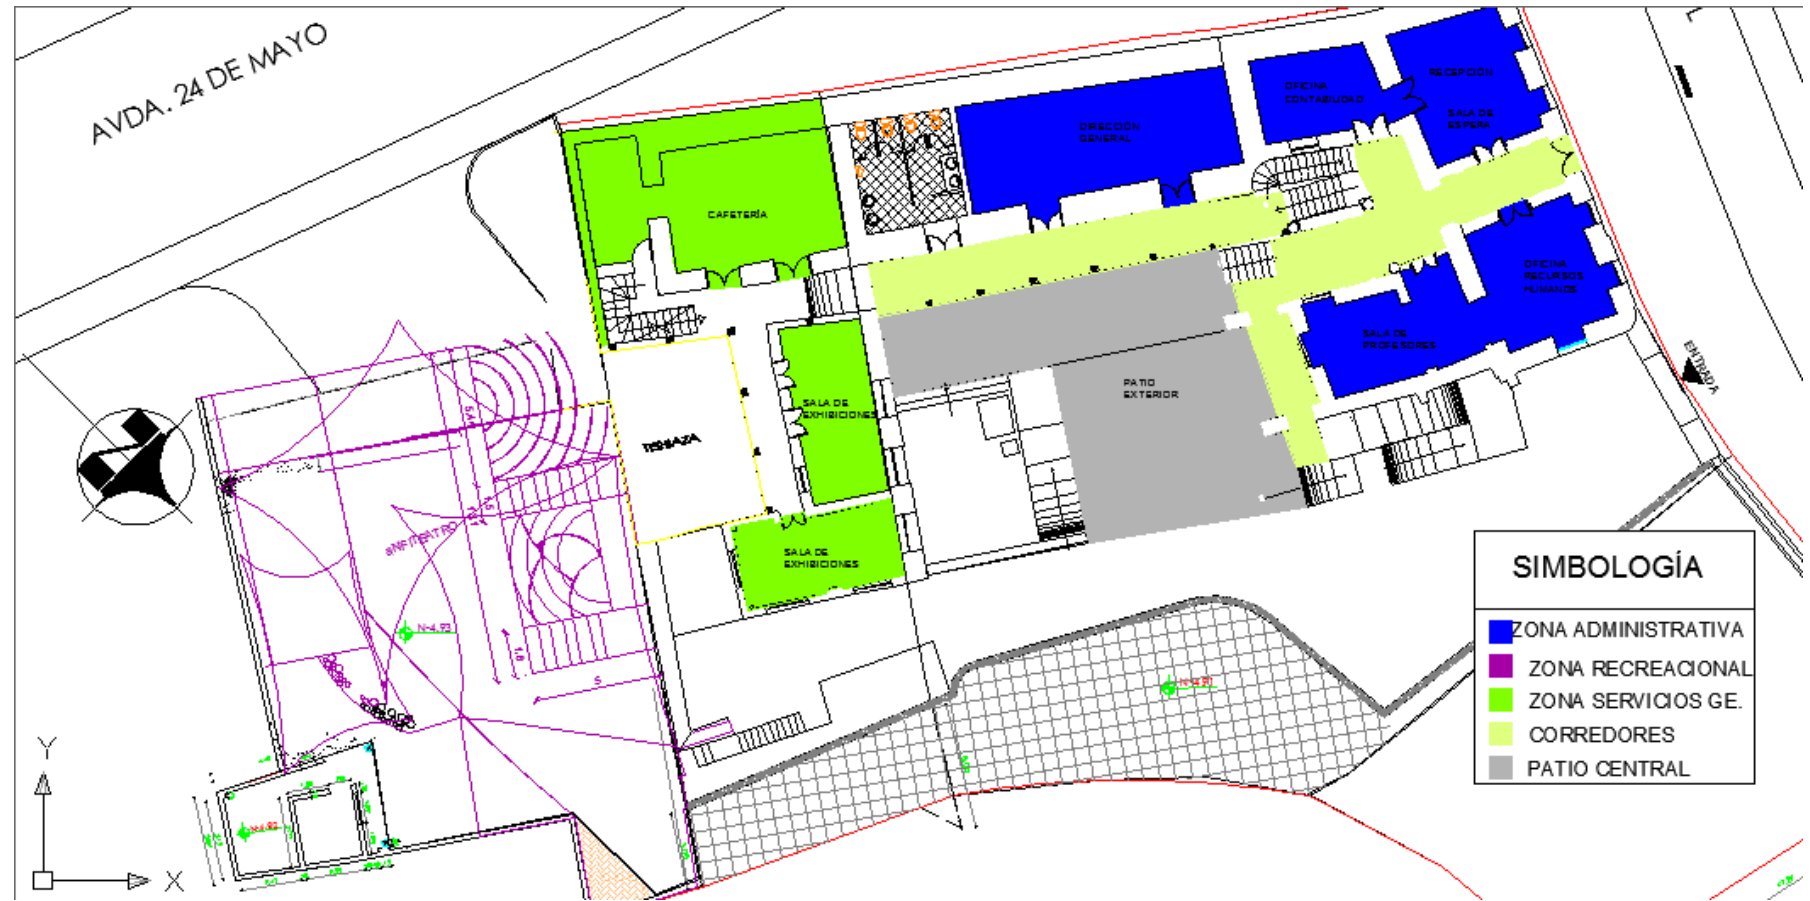 AVDA. 24 DE MAYO
RECEPCIÓN
OFICINA
CONTABILIDAD
SALA DE
ESPERA
DIRECCIÓN
GENERAL
CAFETERÍA
OFICINA
RECURSOS
HUMANOS
SALA DE
PROFESORES
ENTRADA
PATIO
EXTERIOR
SALA DE
EXHIBICIONES
TERRAZA
SALA DE
EXHIBICIONES
aNFITEATRO
N-4.93
SIMBOLOGÍA
ZONA ADMINISTRATIVA
ZONA RECREACIONAL
ZONA SERVICIOS GE.
CORREDORES
PATIO CENTRAL
Y
X